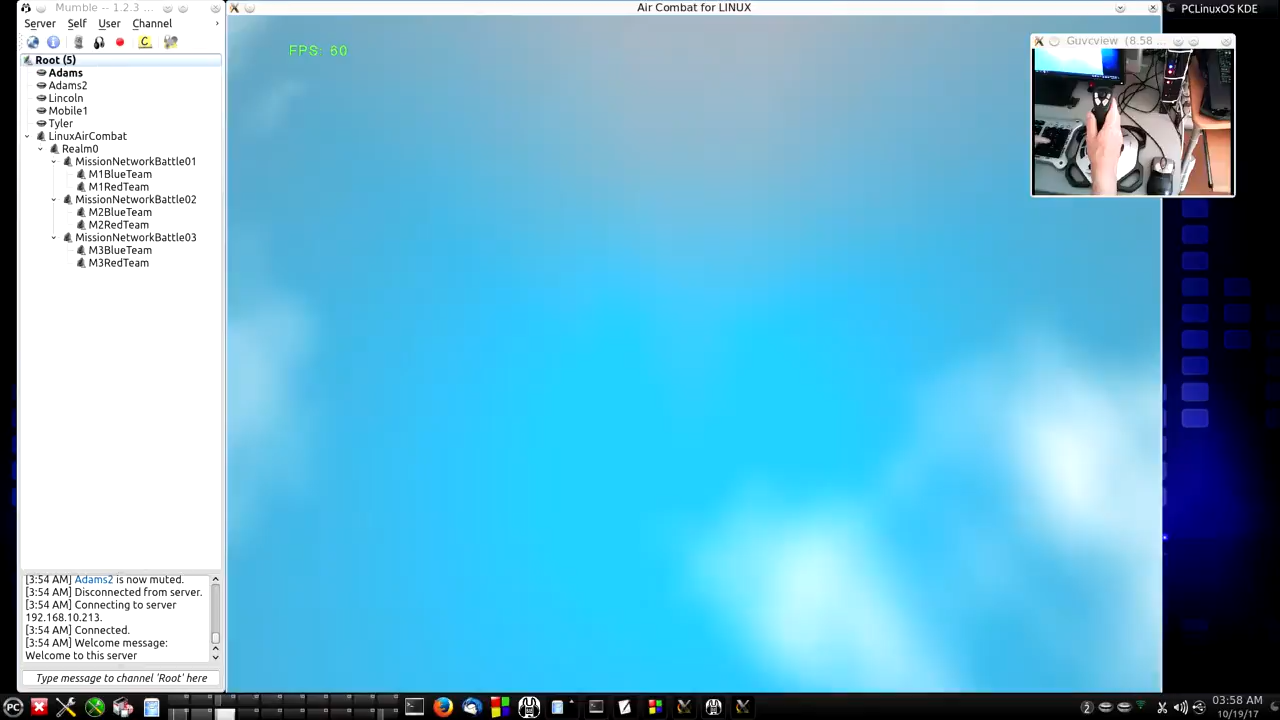 Mumble -- 1.2.3 ...
Server Self User Channel
Root (5)
Adams
Adams2
Lincoln
Mobile1
Tyler
LinuxAirCombat
Realm0
MissionNetworkBattle01
M1BlueTeam
M1RedTeam
MissionNetworkBattle02
M2BlueTeam
M2RedTeam
MissionNetworkBattle03
M3BlueTeam
M3RedTeam
[3:54 AM] Adams2 is now muted.
[3:54 AM] Disconnected from server.
[3:54 AM] Connecting to server
192.168.10.213.
[3:54 AM] Connected.
[3:54 AM] Welcome message:
Welcome to this server
Type message to channel 'Root' here
Air Combat for LINUX
FPS: 60
PCLinuxOS KDE
Guvcview (8.58 ...
PC
2
03:58 AM
10/19/17